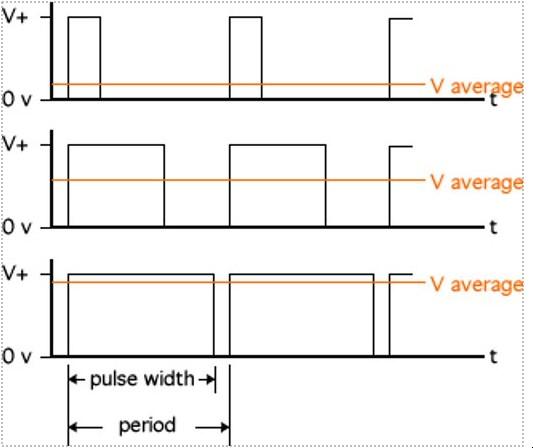 V+
V average
0 v
t
V+
V average
0 v
t
V+
V average
0 v
t
pulse width
period